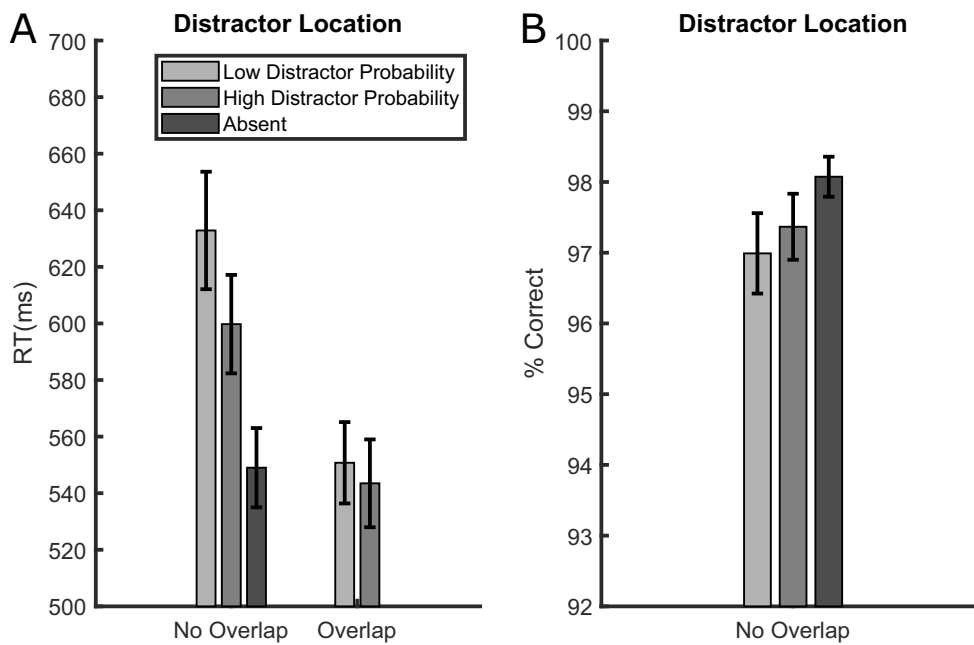 A
Distractor Location
700
680
660
640
620
600
580
560
540
520
500
RT(ms)
Low Distractor Probability
High Distractor Probability
Absent
No Overlap
Overlap
B
Distractor Location
100
99
98
97
96
95
94
93
92
% Correct
No Overlap